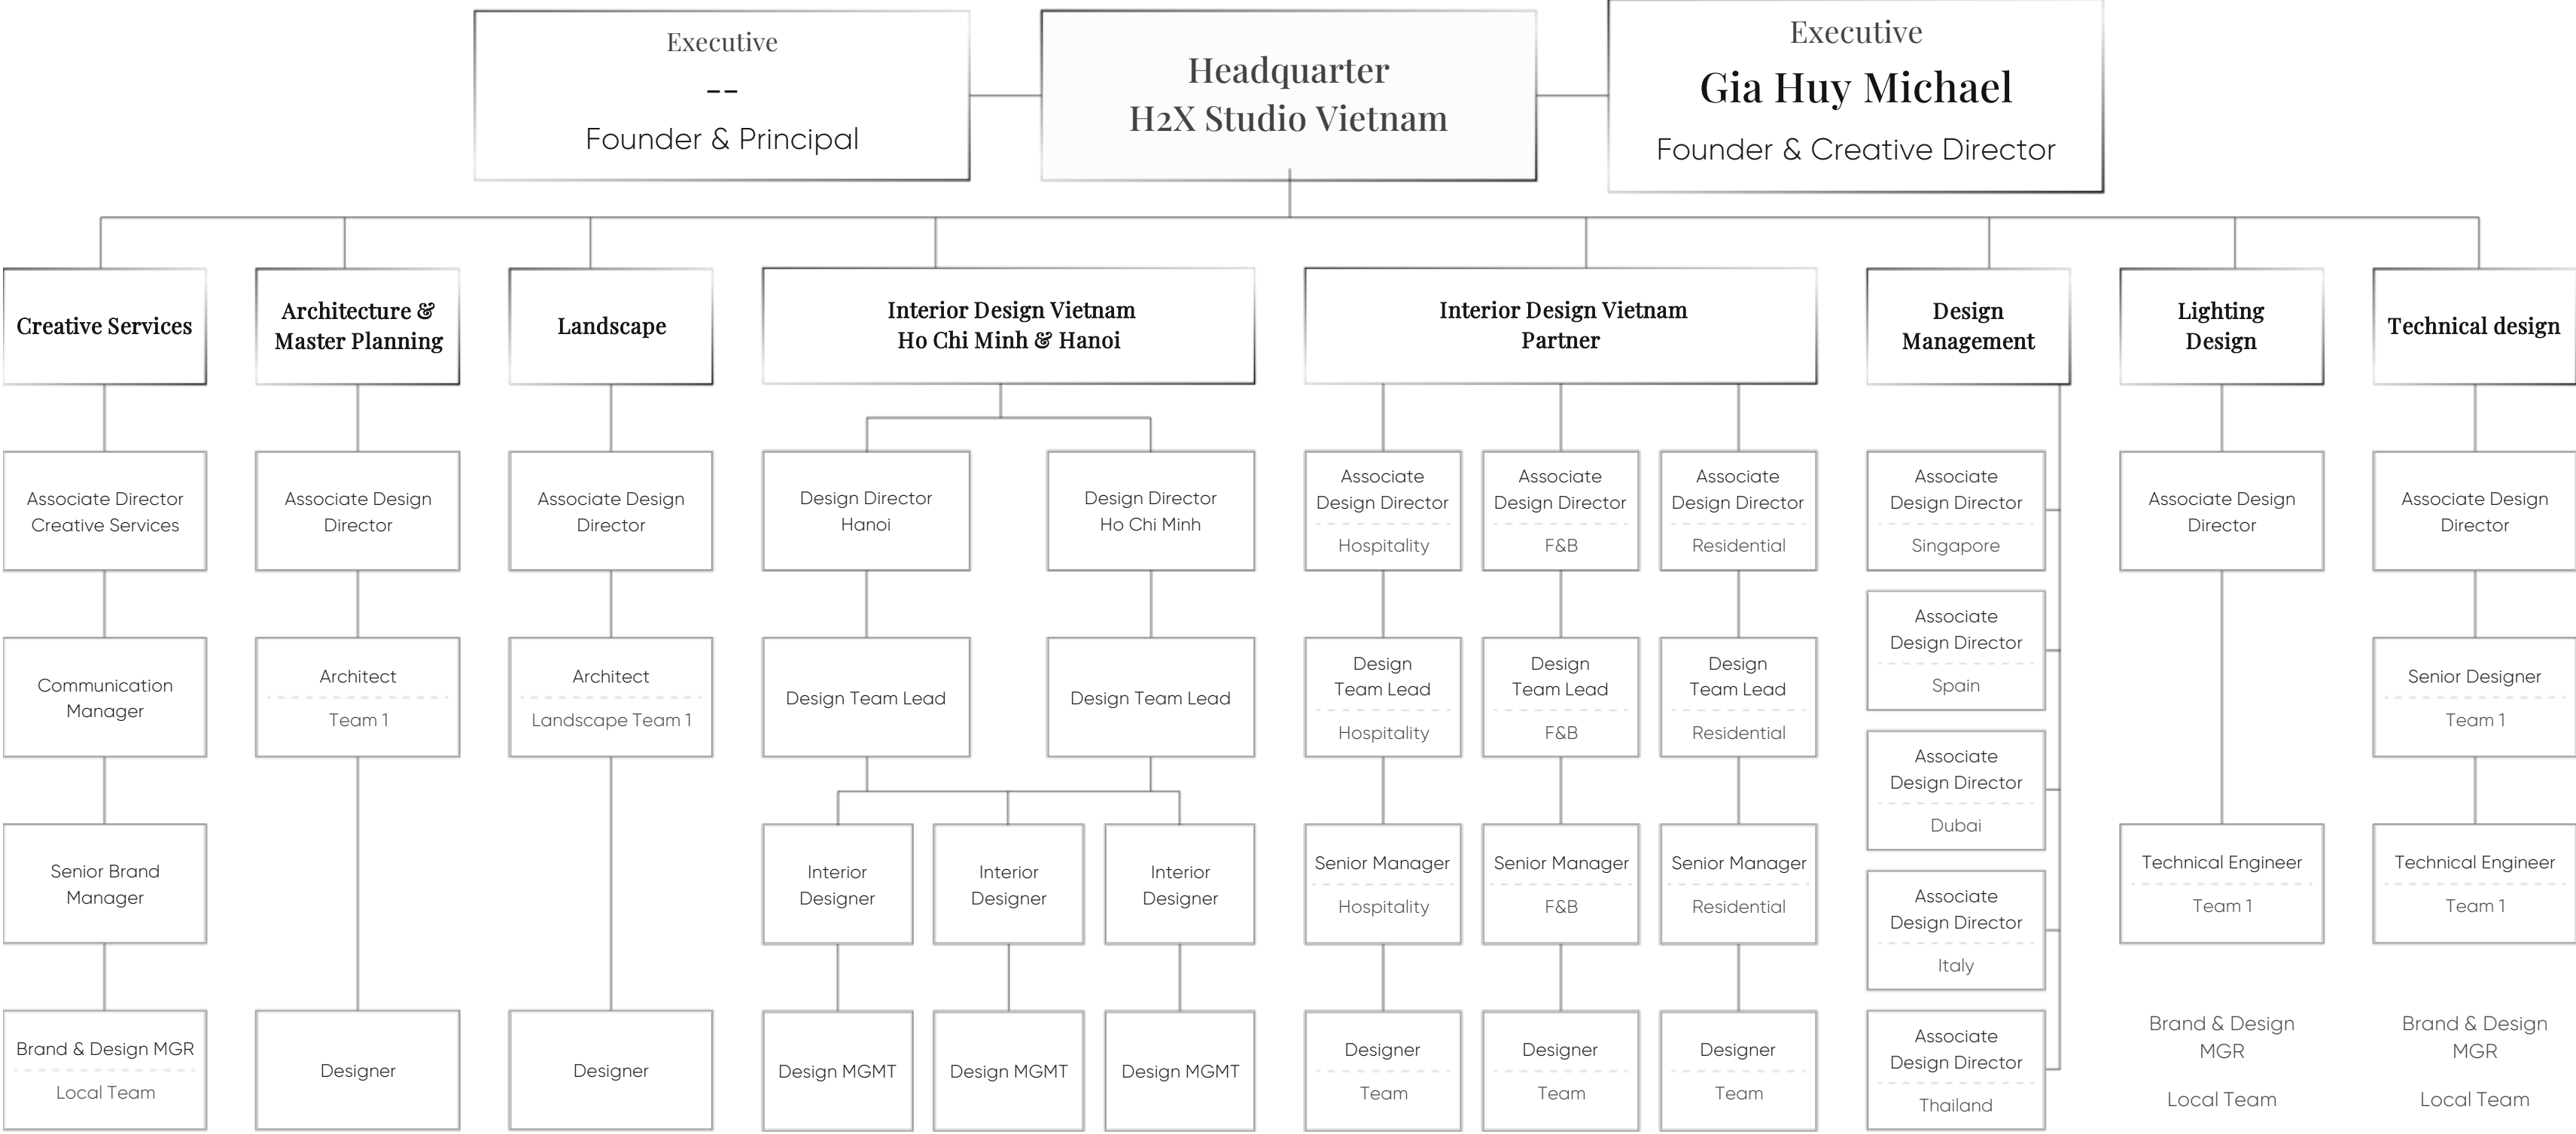 Executive
--
Founder & Principal
Headquarter
H2X Studio Vietnam
Executive
Gia Huy Michael
Founder & Creative Director
Creative Services
Associate Director
Creative Services
Communication
Manager
Senior Brand
Manager
Brand & Design MGR
Local Team
Architecture &
Master Planning
Associate Design
Director
Architect
Team 1
Designer
Landscape
Associate Design
Director
Architect
Landscape Team 1
Designer
Interior Design Vietnam
Ho Chi Minh & Hanoi
Design Director
Hanoi
Design Director
Ho Chi Minh
Design Team Lead
Design Team Lead
Interior
Designer
Interior
Designer
Interior
Designer
Design MGMT
Design MGMT
Design MGMT
Interior Design Vietnam
Partner
Associate
Design Director
Hospitality
Design
Team Lead
Hospitality
Senior Manager
Hospitality
Designer
Team
Associate
Design Director
F&B
Design
Team Lead
F&B
Senior Manager
F&B
Designer
Team
Associate
Design Director
Residential
Design
Team Lead
Residential
Senior Manager
Residential
Designer
Team
Design
Management
Associate
Design Director
Singapore
Associate
Design Director
Spain
Associate
Design Director
Dubai
Associate
Design Director
Italy
Associate
Design Director
Thailand
Lighting
Design
Associate Design
Director
Technical Engineer
Team 1
Brand & Design
MGR
Local Team
Technical design
Associate Design
Director
Senior Designer
Team 1
Technical Engineer
Team 1
Brand & Design
MGR
Local Team